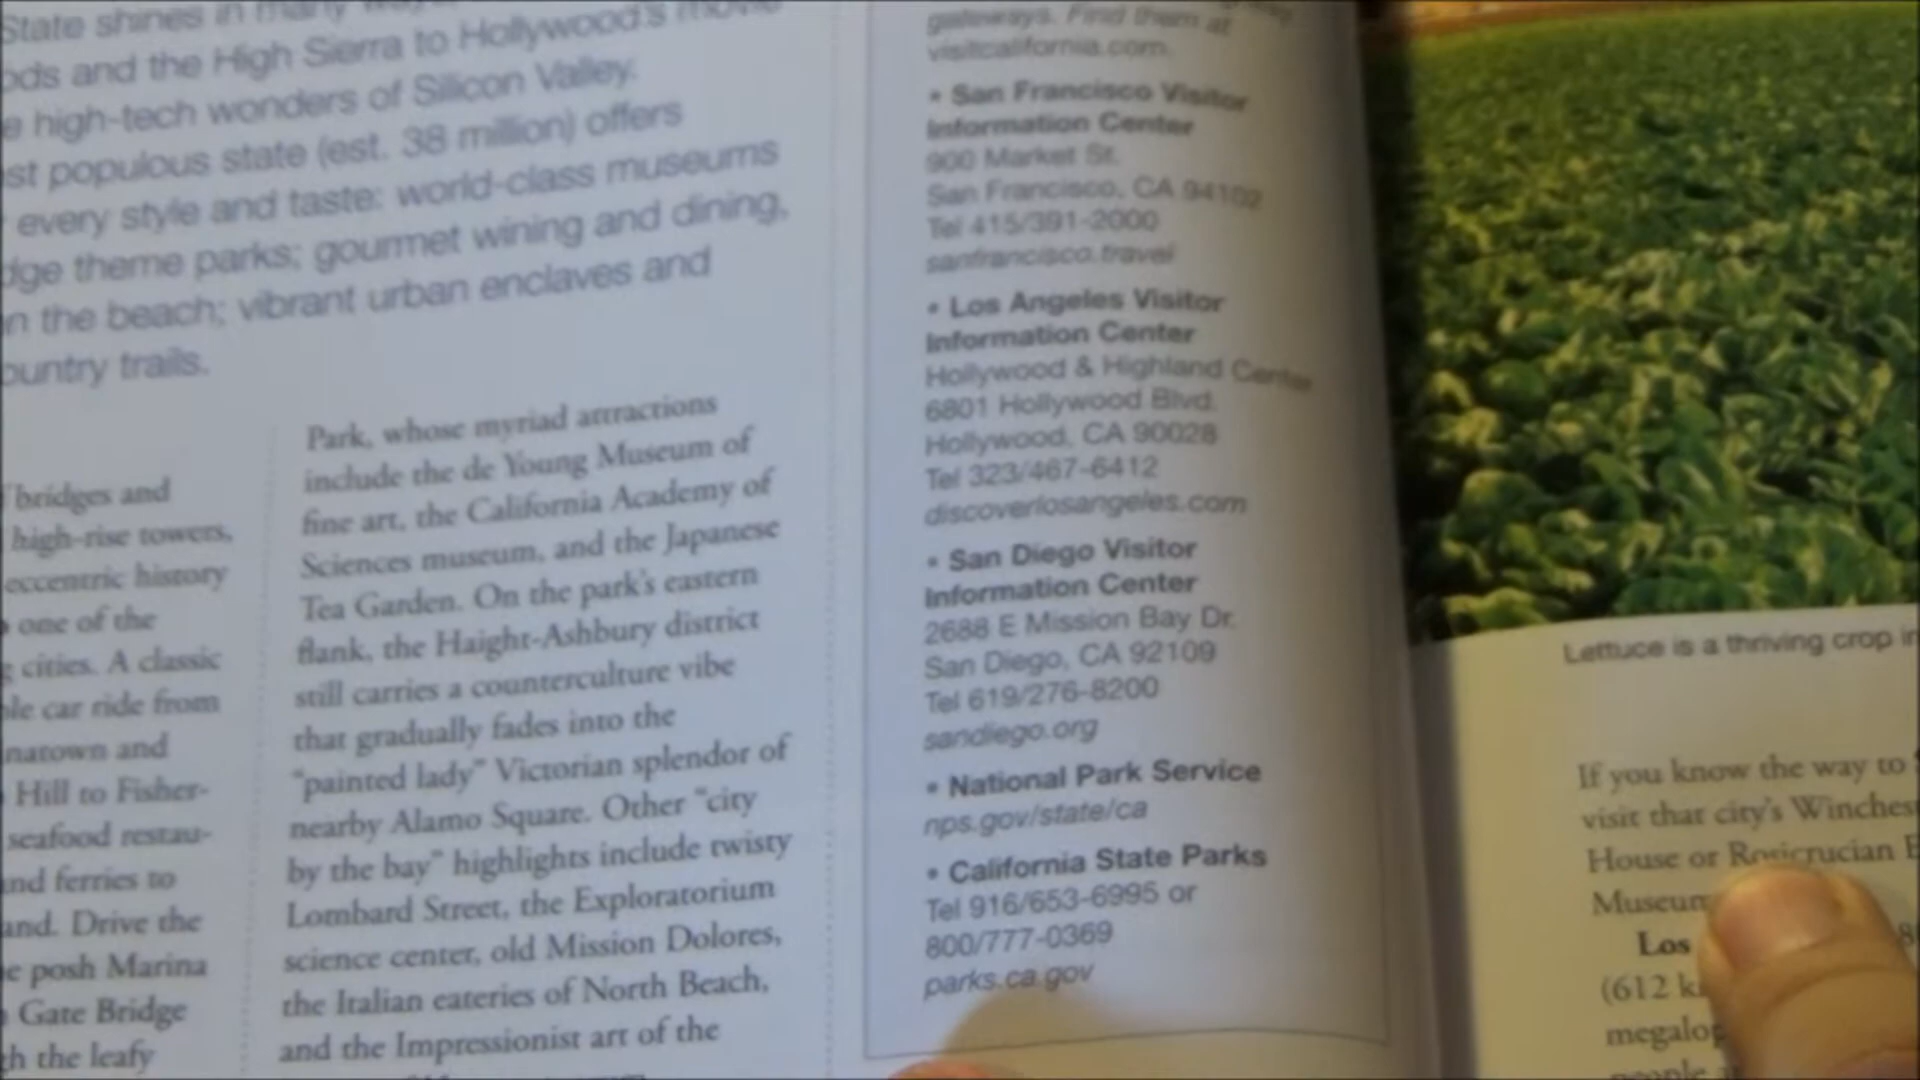 State shines in many
ods and the High Sierra to Hollywood's movie
e high-tech wonders of Silicon Valley.
st populous state (est. 38 million) offers
every style and taste: world-class museums
dge theme parks; gourmet wining and dining,
n the beach; vibrant urban enclaves and
ountry trails.
bridges and
high-rise towers,
eccentric history
one of the
g cities. A classic
ble car ride from
natown and
Hill to Fisher-
seafood restau-
and ferries to
and. Drive the
e posh Marina
Gate Bridge
gh the leafy
Park, whose myriad attractions
include the de Young Museum of
fine art, the California Academy of
Sciences museum, and the Japanese
Tea Garden. On the park's eastern
flank, the Haight-Ashbury district
still carries a counterculture vibe
that gradually fades into the
"painted lady" Victorian splendor of
nearby Alamo Square. Other "city
by the bay" highlights include twisty
Lombard Street, the Exploratorium
science center, old Mission Dolores,
the Italian eateries of North Beach,
and the Impressionist art of the
gateways. Find them at
visitcalifornia.com.
• San Francisco Visitor
Information Center
900 Market St.
San Francisco, CA 94102
Tel 415/391-2000
sanfrancisco.travel
• Los Angeles Visitor
Information Center
Hollywood & Highland Center
6801 Hollywood Blvd.
Hollywood, CA 90028
Tel 323/467-6412
discoverlosangeles.com
• San Diego Visitor
Information Center
2688 E Mission Bay Dr.
San Diego, CA 92109
Tel 619/276-8200
sandiego.org
• National Park Service
nps.gov/state/ca
• California State Parks
Tel 916/653-6995 or
800/777-0369
parks.ca.gov
Lettuce is a thriving crop in
If you know the way to
visit that city's Winches
House or Rosicrucian E
Museum
Los
(612 k
megalop
people a